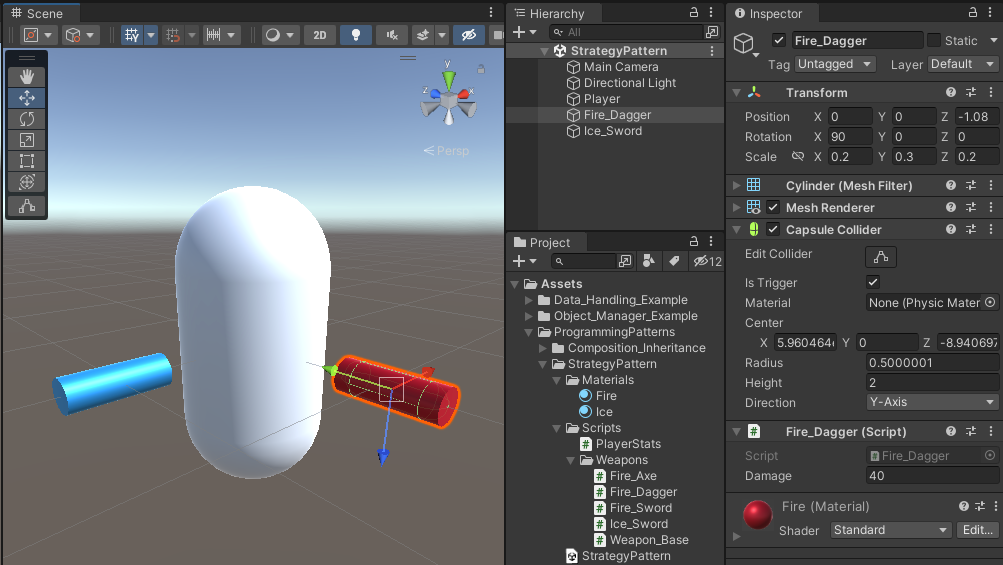 Scene
2D
y
z
x
Persp
Hierarchy
All
StrategyPattern
Main Camera
Directional Light
Player
Fire_Dagger
Ice_Sword
Project
12
Assets
Data_Handling_Example
Object_Manager_Example
ProgrammingPatterns
Composition_Inheritance
StrategyPattern
Materials
Fire
Ice
Scripts
PlayerStats
Weapons
Fire_Axe
Fire_Dagger
Fire_Sword
Ice_Sword
Weapon_Base
StrategyPattern
Inspector
Fire_Dagger Static
Tag Untagged Layer Default
Transform
Position X 0 Y 0 Z -1.08
Rotation X 90 Y 0 Z 0
Scale X 0.2 Y 0.3 Z 0.2
Cylinder (Mesh Filter)
Mesh Renderer
Capsule Collider
Edit Collider
Is Trigger
Material None (Physic Mater
Center
X 5.960464 Y 0 Z -8.940697
Radius 0.5000001
Height 2
Direction Y-Axis
# Fire_Dagger (Script)
Script # Fire_Dagger
Damage 40
Fire (Material)
Shader Standard Edit...